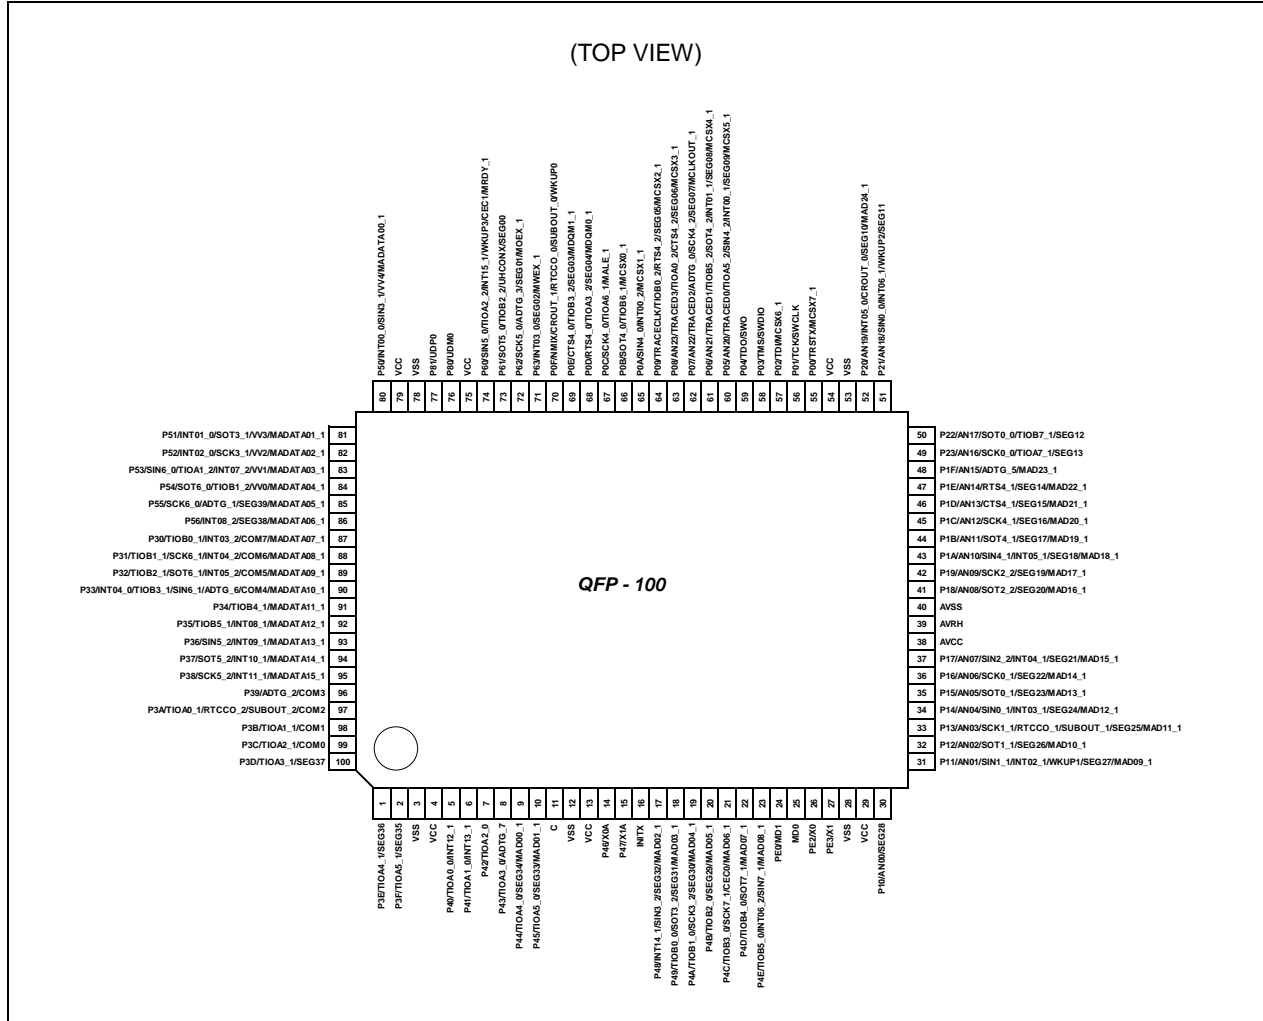 (TOP VIEW)
P50/INT00_0/SIN3_1/VV4/MADATA00_1
VCC
VSS
P81/UDP0
P80/UDM0
VCC
P60/SIN5_0/TIOA2_2/INT15_1/WKUP3/CEC1/MRDY_1
P61/SOT5_0/TIOB2_2/UHCONX/SEG00
P62/SCK5_0/ADTG_3/SEG01/MOEX_1
P63/INT03_0/SEG02/MWEX_1
P0F/NMIX/CROUT_1/RTCCO_0/SUBOUT_0/WKUP0
P0E/CTS4_0/TIOB3_2/SEG03/MDQM1_1
P0D/RTS4_0/TIOA3_2/SEG04/MDQM0_1
P0C/SCK4_0/TIOA6_1/MALE_1
P0B/SOT4_0/TIOB6_1/MCSX0_1
P0A/SIN4_0/INT00_2/MCSX1_1
P09/TRACECLK/TIOB0_2/RTS4_2/SEG05/MCSX2_1
P08/AN23/TRACED3/TIOA0_2/CTS4_2/SEG06/MCSX3_1
P07/AN22/TRACED2/ADTG_0/SCK4_2/SEG07/MCLKOUT_1
P06/AN21/TRACED1/TIOB5_2/SOT4_2/INT01_1/SEG08/MCSX4_1
P05/AN20/TRACED0/TIOA5_2/SIN4_2/INT00_1/SEG09/MCSX5_1
P04/TDO/SWO
P03/TMS/SWDIO
P02/TDI/MCSX6_1
P01/TCK/SWCLK
P00/TRSTX/MCSX7_1
VCC
VSS
P20/AN19/INT05_0/CROUT_0/SEG10/MAD24_1
P21/AN18/SIN0_0/INT06_1/WKUP2/SEG11
80 79 78 77 76 75 74 73 72 71 70 69 68 67 66 65 64 63 62 61 60 59 58 57 56 55 54 53 52 51
P51/INT01_0/SOT3_1/VV3/MADATA01_1 81
P52/INT02_0/SCK3_1/VV2/MADATA02_1 82
P53/SIN6_0/TIOA1_2/INT07_2/VV1/MADATA03_1 83
P54/SOT6_0/TIOB1_2/VV0/MADATA04_1 84
P55/SCK6_0/ADTG_1/SEG39/MADATA05_1 85
P56/INT08_2/SEG38/MADATA06_1 86
P30/TIOB0_1/INT03_2/COM7/MADATA07_1 87
P31/TIOB1_1/SCK6_1/INT04_2/COM6/MADATA08_1 88
P32/TIOB2_1/SOT6_1/INT05_2/COM5/MADATA09_1 89
P33/INT04_0/TIOB3_1/SIN6_1/ADTG_6/COM4/MADATA10_1 90
P34/TIOB4_1/MADATA11_1 91
P35/TIOB5_1/INT08_1/MADATA12_1 92
P36/SIN5_2/INT09_1/MADATA13_1 93
P37/SOT5_2/INT10_1/MADATA14_1 94
P38/SCK5_2/INT11_1/MADATA15_1 95
P39/ADTG_2/COM3 96
P3A/TIOA0_1/RTCCO_2/SUBOUT_2/COM2 97
P3B/TIOA1_1/COM1 98
P3C/TIOA2_1/COM0 99
P3D/TIOA3_1/SEG37 100
QFP - 100
50 P22/AN17/SOT0_0/TIOB7_1/SEG12
49 P23/AN16/SCK0_0/TIOA7_1/SEG13
48 P1F/AN15/ADTG_5/MAD23_1
47 P1E/AN14/RTS4_1/SEG14/MAD22_1
46 P1D/AN13/CTS4_1/SEG15/MAD21_1
45 P1C/AN12/SCK4_1/SEG16/MAD20_1
44 P1B/AN11/SOT4_1/SEG17/MAD19_1
43 P1A/AN10/SIN4_1/INT05_1/SEG18/MAD18_1
42 P19/AN09/SCK2_2/SEG19/MAD17_1
41 P18/AN08/SOT2_2/SEG20/MAD16_1
40 AVSS
39 AVRH
38 AVCC
37 P17/AN07/SIN2_2/INT04_1/SEG21/MAD15_1
36 P16/AN06/SCK0_1/SEG22/MAD14_1
35 P15/AN05/SOT0_1/SEG23/MAD13_1
34 P14/AN04/SIN0_1/INT03_1/SEG24/MAD12_1
33 P13/AN03/SCK1_1/RTCCO_1/SUBOUT_1/SEG25/MAD11_1
32 P12/AN02/SOT1_1/SEG26/MAD10_1
31 P11/AN01/SIN1_1/INT02_1/WKUP1/SEG27/MAD09_1
1 2 3 4 5 6 7 8 9 10 11 12 13 14 15 16 17 18 19 20 21 22 23 24 25 26 27 28 29 30
P3E/TIOA4_1/SEG36
P3F/TIOA5_1/SEG35
VSS
VCC
P40/TIOA0_0/INT12_1
P41/TIOA1_0/INT13_1
P42/TIOA2_0
P43/TIOA3_0/ADTG_7
P44/TIOA4_0/SEG34/MAD00_1
P45/TIOA5_0/SEG33/MAD01_1
C
VSS
VCC
P46/X0A
P47/X1A
INITX
P48/INT14_1/SIN3_2/SEG32/MAD02_1
P49/TIOB0_0/SOT3_2/SEG31/MAD03_1
P4A/TIOB1_0/SCK3_2/SEG30/MAD04_1
P4B/TIOB2_0/SEG29/MAD05_1
P4C/TIOB3_0/SCK7_1/CEC0/MAD06_1
P4D/TIOB4_0/SOT7_1/MAD07_1
P4E/TIOB5_0/INT06_2/SIN7_1/MAD08_1
PE0/MD1
MD0
PE2/X0
PE3/X1
VSS
VCC
P10/AN00/SEG28